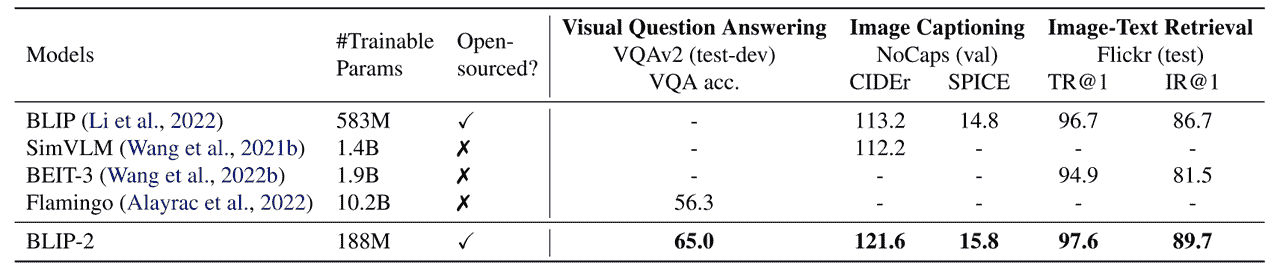 Models #Trainable Params Open-sourced? Visual Question Answering Image Captioning Image-Text Retrieval
VQAv2 (test-dev) NoCaps (val) Flickr (test)
VQA acc. CIDEr SPICE TR@1 IR@1
BLIP (Li et al., 2022) 583M ✓ - 113.2 14.8 96.7 86.7
SimVLM (Wang et al., 2021b) 1.4B ✗ - 112.2 - - -
BEIT-3 (Wang et al., 2022b) 1.9B ✗ - - - 94.9 81.5
Flamingo (Alayrac et al., 2022) 10.2B ✗ 56.3 - - - -
BLIP-2 188M ✓ 65.0 121.6 15.8 97.6 89.7